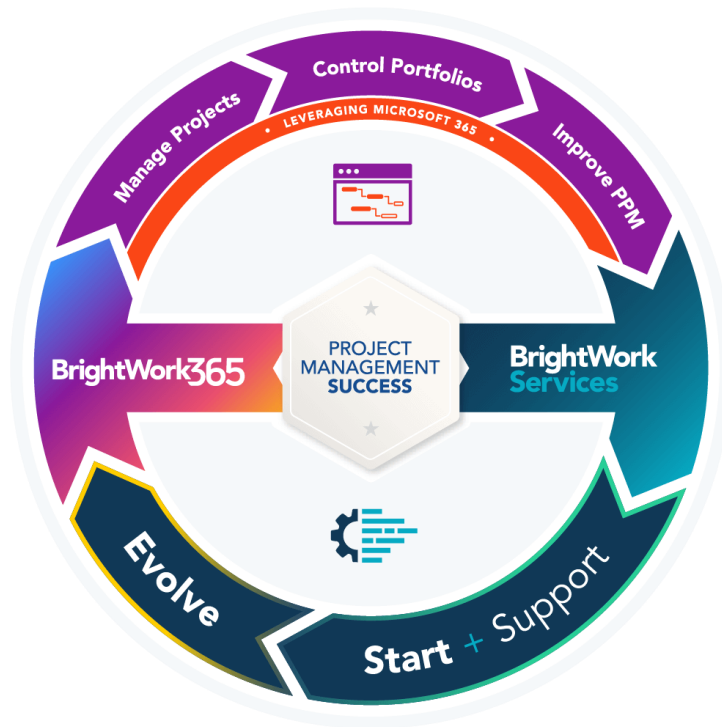 Control Portfolios
Manage Projects
Improve PPM
• LEVERAGING MICROSOFT 365 •
BrightWork365
PROJECT
MANAGEMENT
SUCCESS
BrightWork
Services
Evolve
Start + Support